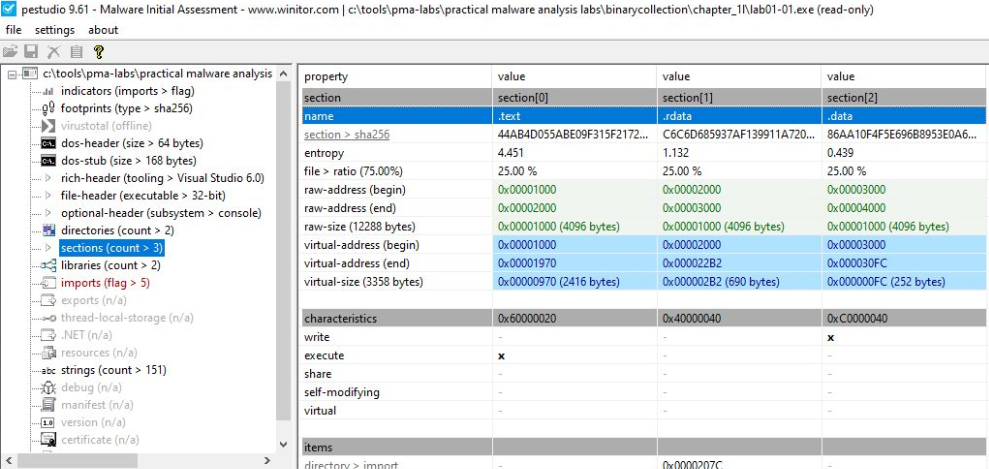 pestudio 9.61 - Malware Initial Assessment - www.winitor.com | c:\tools\pma-labs\practical malware analysis labs\binarycollection\chapter_1l\lab01-01.exe (read-only)
file settings about
c:\tools\pma-labs\practical malware analysis
indicators (imports > flag)
footprints (type > sha256)
virustotal (offline)
dos-header (size > 64 bytes)
dos-stub (size > 168 bytes)
rich-header (tooling > Visual Studio 6.0)
file-header (executable > 32-bit)
optional-header (subsystem > console)
directories (count > 2)
sections (count > 3)
libraries (count > 2)
imports (flag > 5)
exports (n/a)
thread-local-storage (n/a)
.NET (n/a)
resources (n/a)
abc strings (count > 151)
debug (n/a)
manifest (n/a)
1.0 version (n/a)
certificate (n/a)
property value value value
section section[0] section[1] section[2]
name .text .rdata .data
section > sha256 44AB4D055ABE09F315F2172... C6C6D685937AF139911A720... 86AA10F4F5E696B8953E0A6...
entropy 4.451 1.132 0.439
file > ratio (75.00%) 25.00 % 25.00 % 25.00 %
raw-address (begin) 0x00001000 0x00002000 0x00003000
raw-address (end) 0x00002000 0x00003000 0x00004000
raw-size (12288 bytes) 0x00001000 (4096 bytes) 0x00001000 (4096 bytes) 0x00001000 (4096 bytes)
virtual-address (begin) 0x00001000 0x00002000 0x00003000
virtual-address (end) 0x00001970 0x000022B2 0x000030FC
virtual-size (3358 bytes) 0x00000970 (2416 bytes) 0x000002B2 (690 bytes) 0x000000FC (252 bytes)
characteristics 0x60000020 0x40000040 0xC0000040
write - - x
execute x - -
share - - -
self-modifying - - -
virtual - - -
items
directory > import - 0x0000207C -